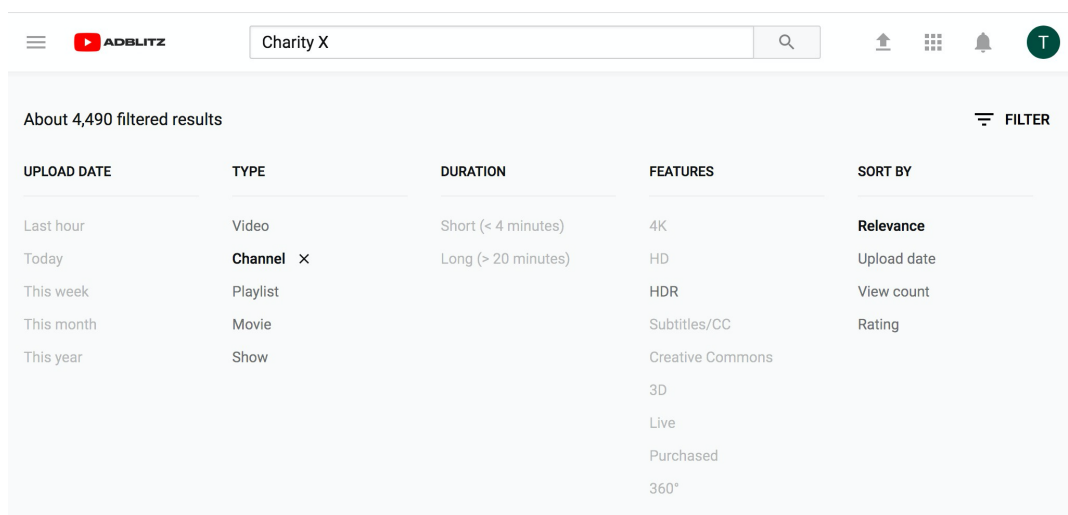 ADBLITZ
Charity X
T
About 4,490 filtered results
FILTER
UPLOAD DATE
Last hour
Today
This week
This month
This year
TYPE
Video
Channel ×
Playlist
Movie
Show
DURATION
Short (< 4 minutes)
Long (> 20 minutes)
FEATURES
4K
HD
HDR
Subtitles/CC
Creative Commons
3D
Live
Purchased
360°
SORT BY
Relevance
Upload date
View count
Rating